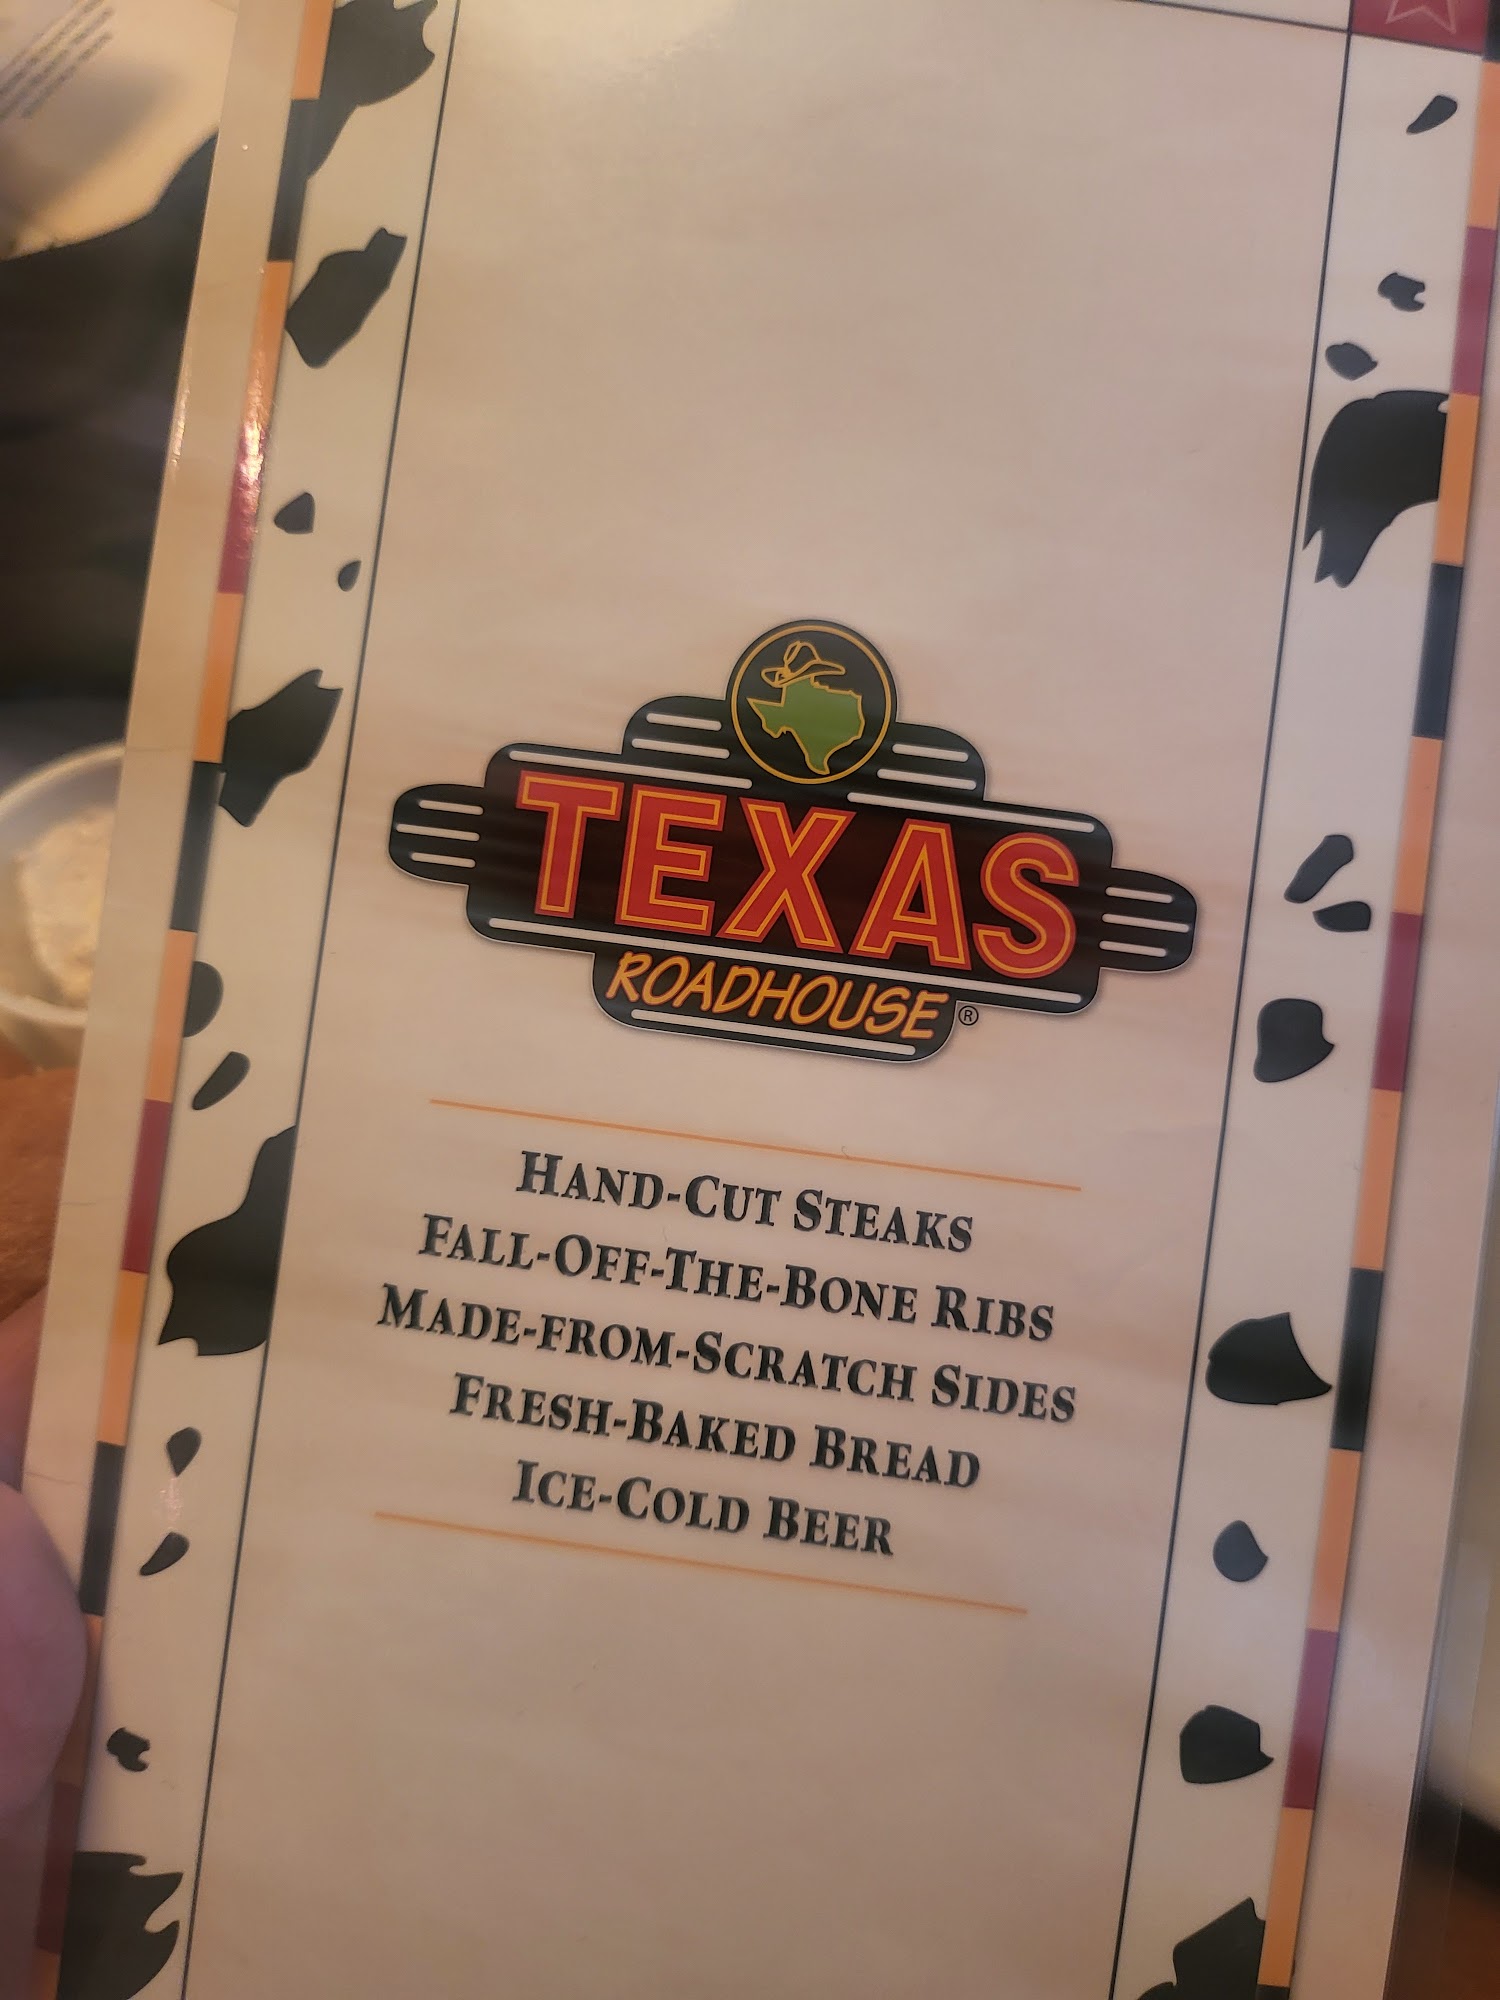 TEXAS
ROADHOUSE®
HAND-CUT STEAKS
FALL-OFF-THE-BONE RIBS
MADE-FROM-SCRATCH SIDES
FRESH-BAKED BREAD
ICE-COLD BEER